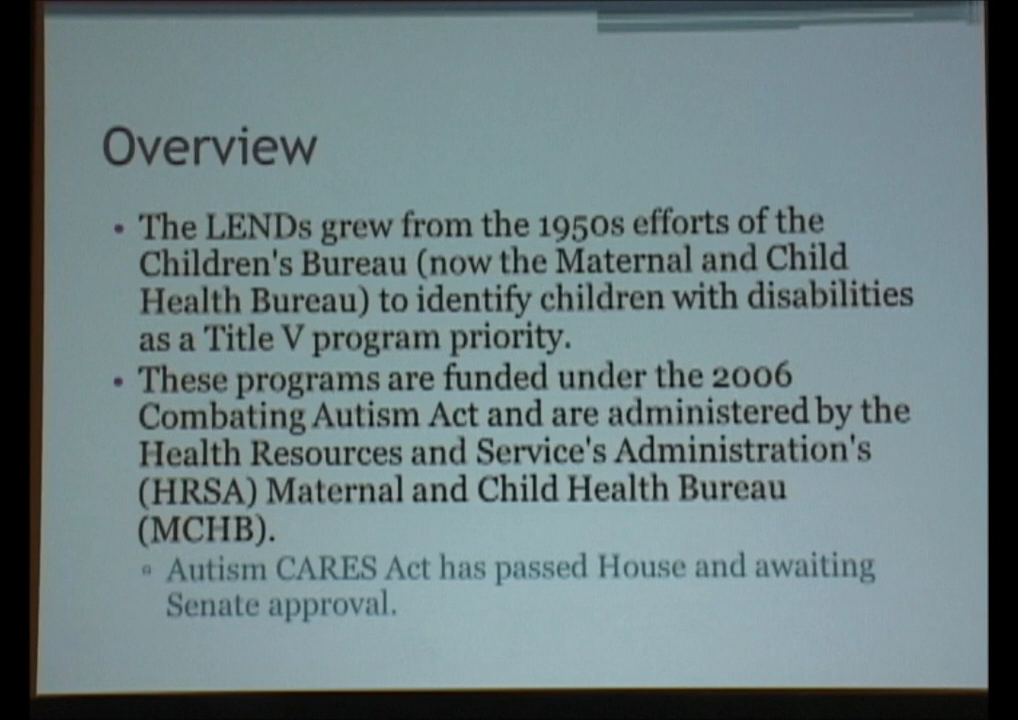 Overview
• The LENDs grew from the 1950s efforts of the
Children's Bureau (now the Maternal and Child
Health Bureau) to identify children with disabilities
as a Title V program priority.
• These programs are funded under the 2006
Combating Autism Act and are administered by the
Health Resources and Service's Administration's
(HRSA) Maternal and Child Health Bureau
(MCHB).
▫ Autism CARES Act has passed House and awaiting
Senate approval.